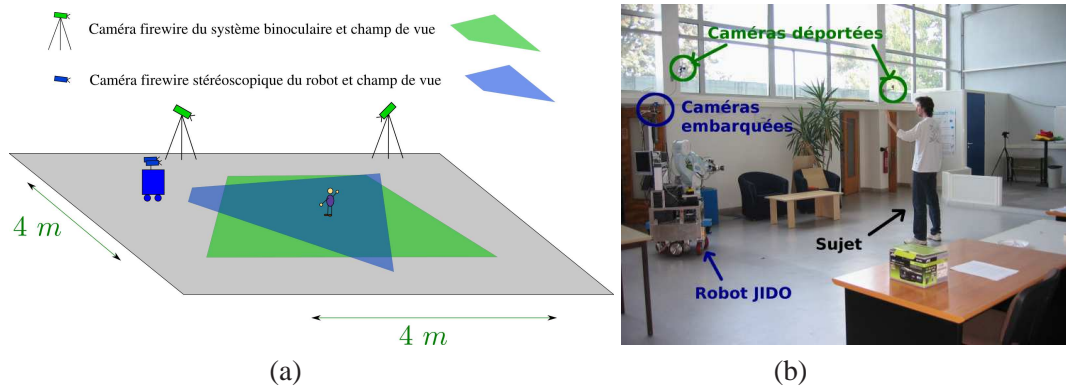 Caméra firewire du système binoculaire et champ de vue
Caméra firewire stéréoscopique du robot et champ de vue
4 m
4 m
(a)
Caméras déportées
Caméras
embarquées
Sujet
Robot JIDO
(b)